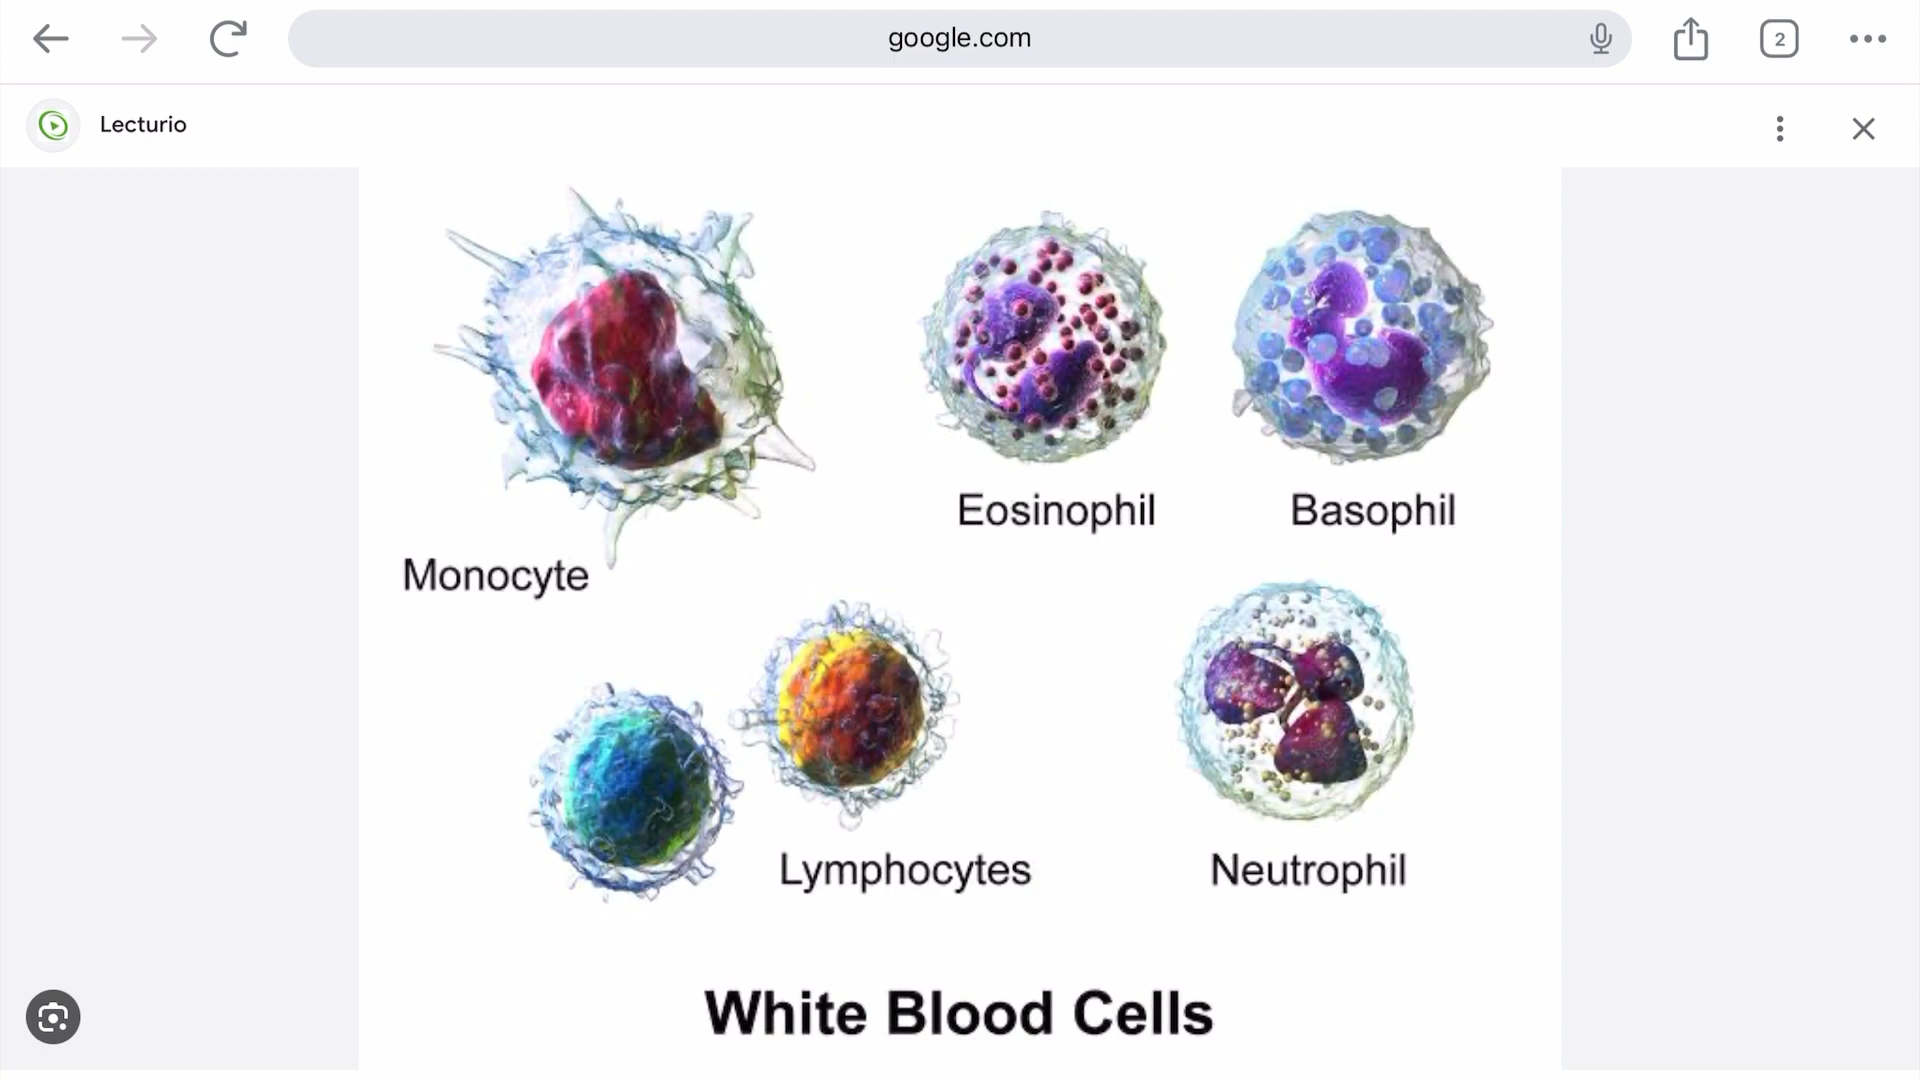 google.com
2
Lecturio
Eosinophil
Basophil
Monocyte
Lymphocytes
Neutrophil
White Blood Cells